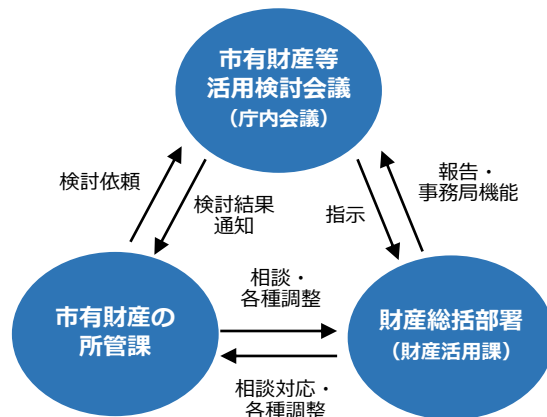 市有財産等
活用検討会議
（庁内会議）
検討依頼
検討結果
通知
指示
報告・
事務局機能
市有財産の
所管課
相談・
各種調整
財産総括部署
（財産活用課）
相談対応・
各種調整